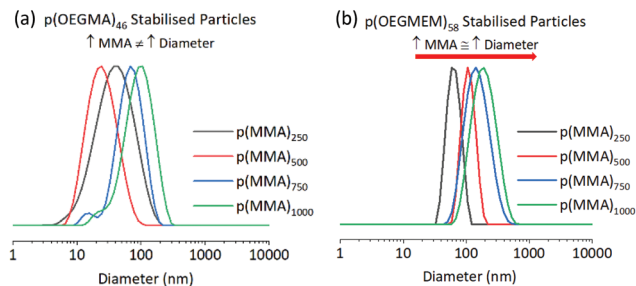 (a) p(OEGMA)₄₆ Stabilised Particles
↑ MMA ≠ ↑ Diameter
p(MMA)₂₅₀
p(MMA)₅₀₀
p(MMA)₇₅₀
p(MMA)₁₀₀₀
1 10 100 1000 10000
Diameter (nm)
(b) p(OEGMEM)₅₈ Stabilised Particles
↑ MMA ≅ ↑ Diameter
p(MMA)₂₅₀
p(MMA)₅₀₀
p(MMA)₇₅₀
p(MMA)₁₀₀₀
1 10 100 1000 10000
Diameter (nm)